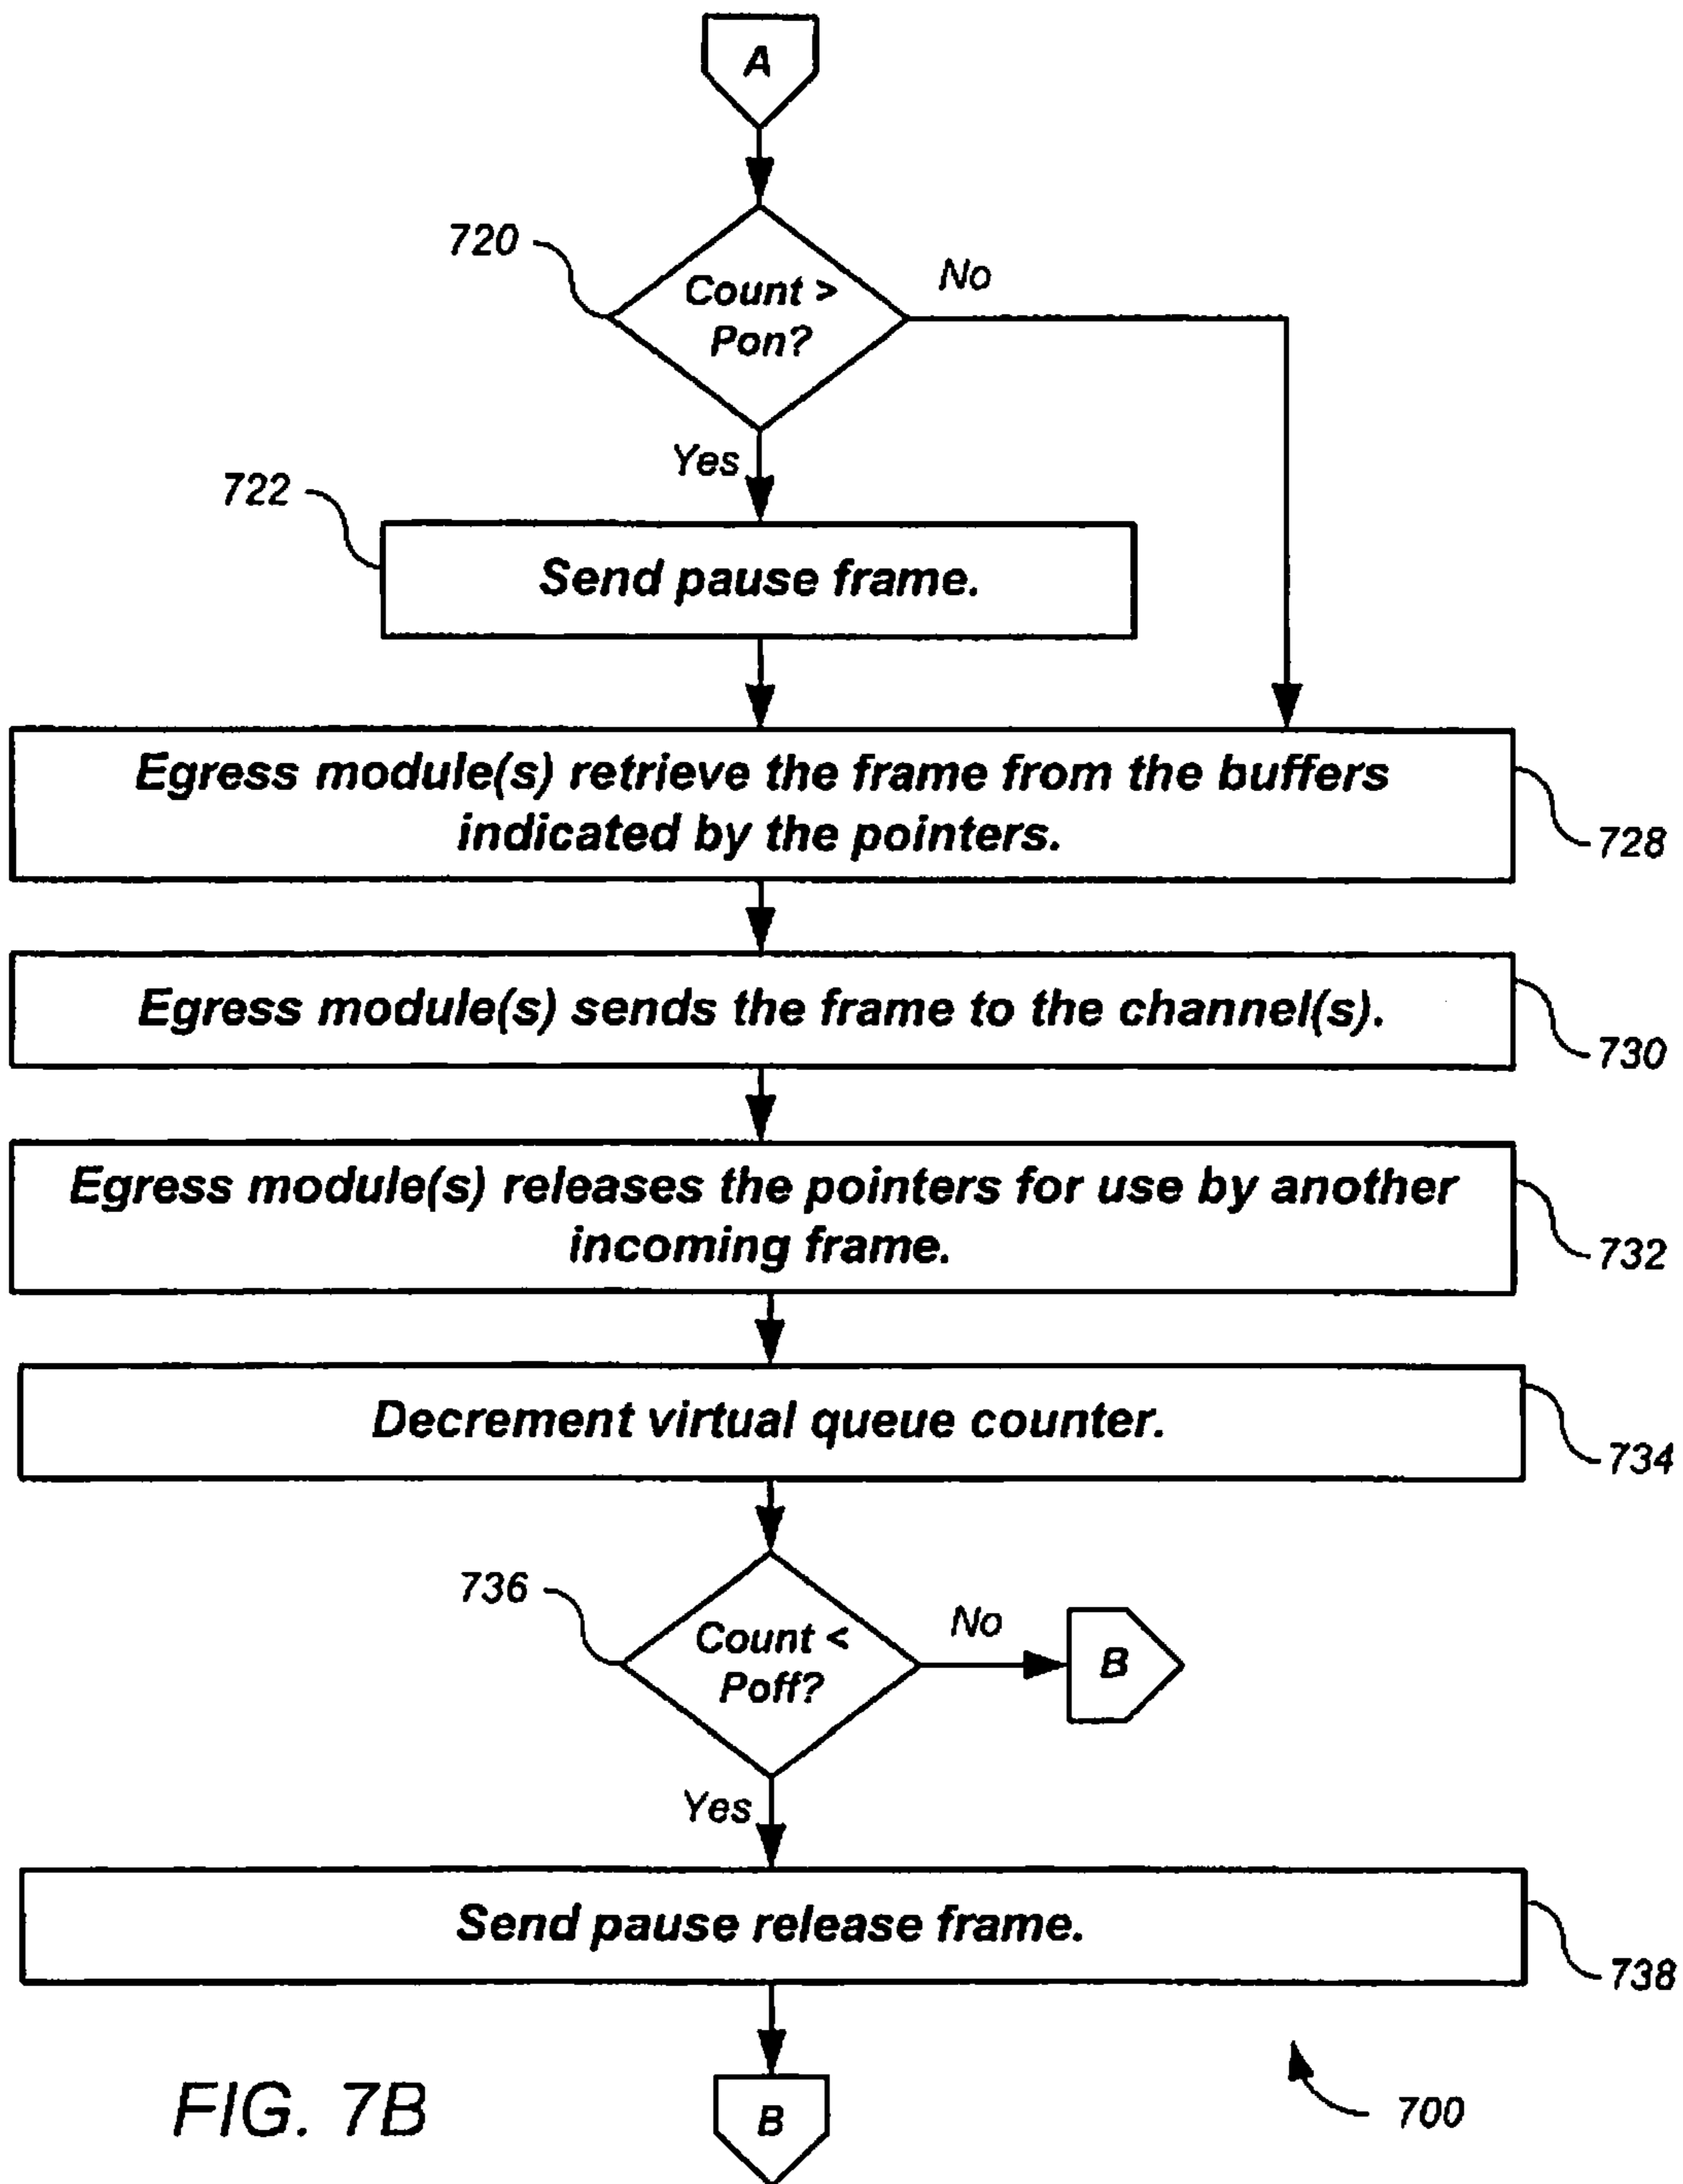 A
720
Count >
Pon?
No
Yes
722
Send pause frame.
Egress module(s) retrieve the frame from the buffers
indicated by the pointers.
728
Egress module(s) sends the frame to the channel(s).
730
Egress module(s) releases the pointers for use by another
incoming frame.
732
Decrement virtual queue counter.
734
736
Count <
Poff?
No
B
Yes
Send pause release frame.
738
B
700
FIG. 7B